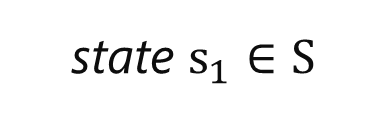 state s₁ ∈ S